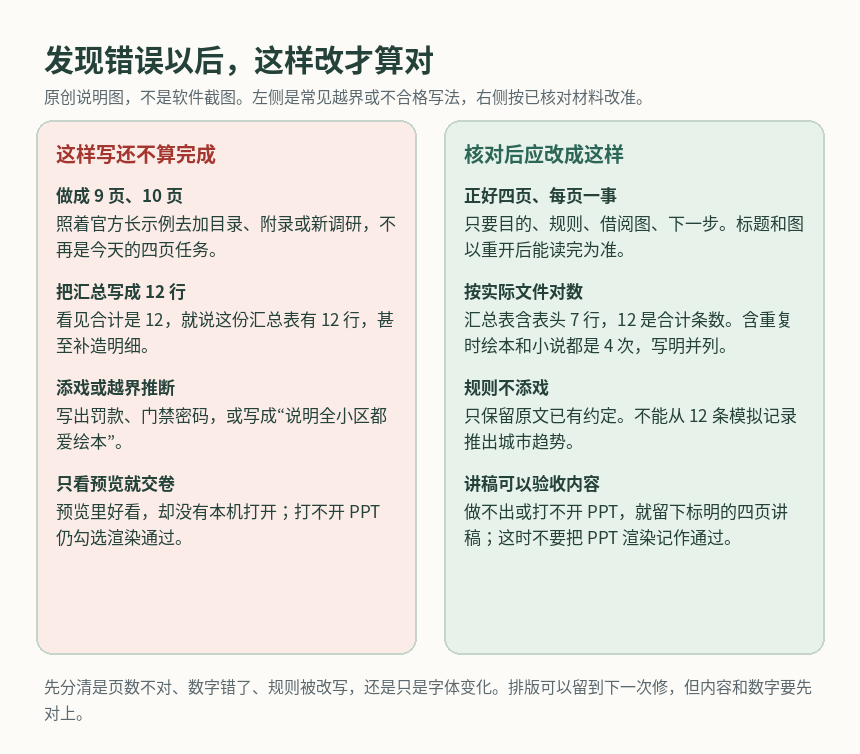 发现错误以后，这样改才算对
原创说明图，不是软件截图。左侧是常见越界或不合格写法，右侧按已核对材料改准。
这样写还不算完成
做成 9 页、10 页
照着官方长示例去加目录、附录或新调研，不
再是今天的四页任务。
把汇总写成 12 行
看见合计是 12，就说这份汇总表有 12 行，甚
至补造明细。
添戏或越界推断
写出罚款、门禁密码，或写成“说明全小区都
爱绘本”。
只看预览就交卷
预览里好看，却没有本机打开；打不开 PPT
仍勾选渲染通过。
核对后应改成这样
正好四页、每页一事
只要目的、规则、借阅图、下一步。标题和图
以重开后能读完为准。
按实际文件对数
汇总表含表头 7 行，12 是合计条数。含重复
时绘本和小说都是 4 次，写明并列。
规则不添戏
只保留原文已有约定。不能从 12 条模拟记录
推出城市趋势。
讲稿可以验收内容
做不出或打不开 PPT，就留下标明的四页讲
稿；这时不要把 PPT 渲染记作通过。
先分清是页数不对、数字错了、规则被改写，还是只是字体变化。排版可以留到下一次修，但内容和数字要先
对上。